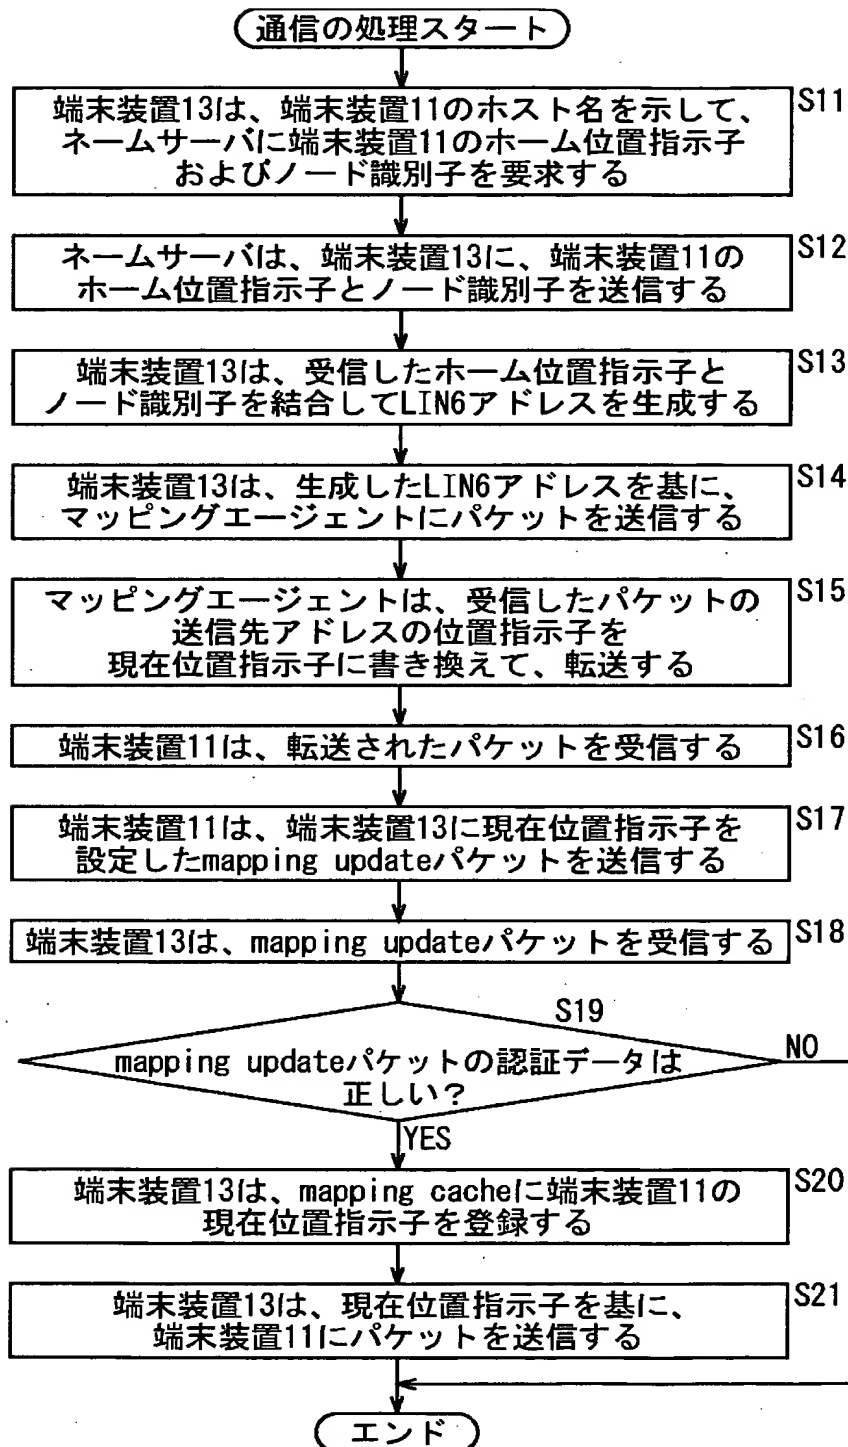 通信の処理スタート
S11
端末装置13は、端末装置11のホスト名を示して、
ネームサーバに端末装置11のホーム位置指示子
およびノード識別子を要求する
S12
ネームサーバは、端末装置13に、端末装置11の
ホーム位置指示子とノード識別子を送信する
S13
端末装置13は、受信したホーム位置指示子と
ノード識別子を結合してLIN6アドレスを生成する
S14
端末装置13は、生成したLIN6アドレスを基に、
マッピングエージェントにパケットを送信する
S15
マッピングエージェントは、受信したパケットの
送信先アドレスの位置指示子を
現在位置指示子に書き換えて、転送する
S16
端末装置11は、転送されたパケットを受信する
S17
端末装置11は、端末装置13に現在位置指示子を
設定したmapping updateパケットを送信する
S18
端末装置13は、mapping updateパケットを受信する
S19
mapping updateパケットの認証データは
正しい?
NO
YES
S20
端末装置13は、mapping cacheに端末装置11の
現在位置指示子を登録する
S21
端末装置13は、現在位置指示子を基に、
端末装置11にパケットを送信する
エンド